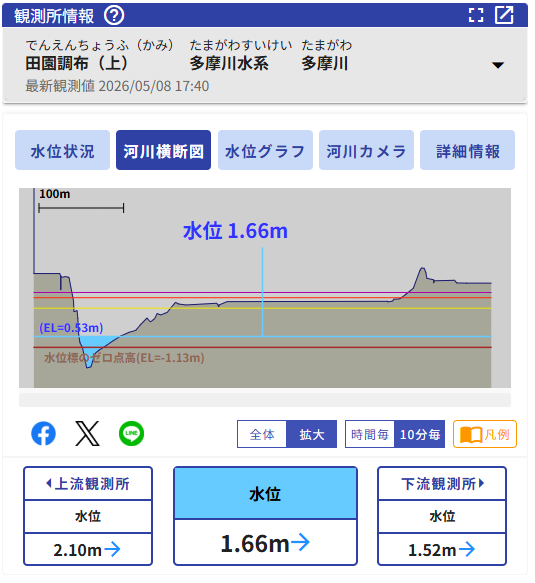 観測所情報 ?
でんえんちょうふ（かみ） たまがわすいけい たまがわ
田園調布（上） 多摩川水系 多摩川
最新観測値 2026/05/08 17:40
水位状況 河川横断図 水位グラフ 河川カメラ 詳細情報
100m
水位 1.66m
(EL=0.53m)
水位標のゼロ点高(EL=-1.13m)
LINE
全体 拡大 時間毎 10分毎 凡例
上流観測所 水位 下流観測所
水位 水位
2.10m 1.66m 1.52m